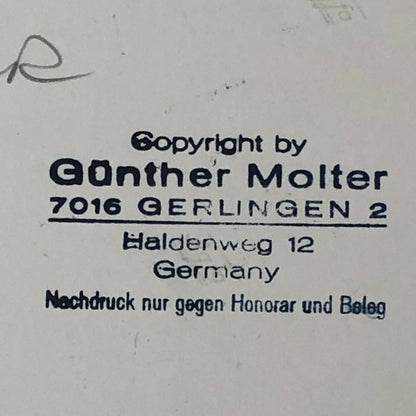 R
Copyright by
Günther Molter
7016 GERLINGEN 2
Haldenweg 12
Germany
Nachdruck nur gegen Honorar und Beleg